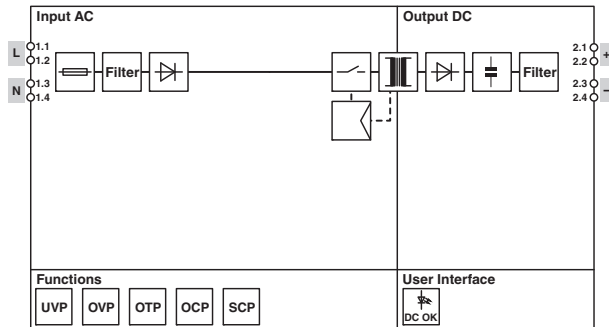 Input AC
Output DC
L
1.1
1.2
1.3
N
1.4
Filter
Filter
2.1
+
2.2
2.3
–
2.4
Functions
UVP
OVP
OTP
OCP
SCP
User Interface
DC OK